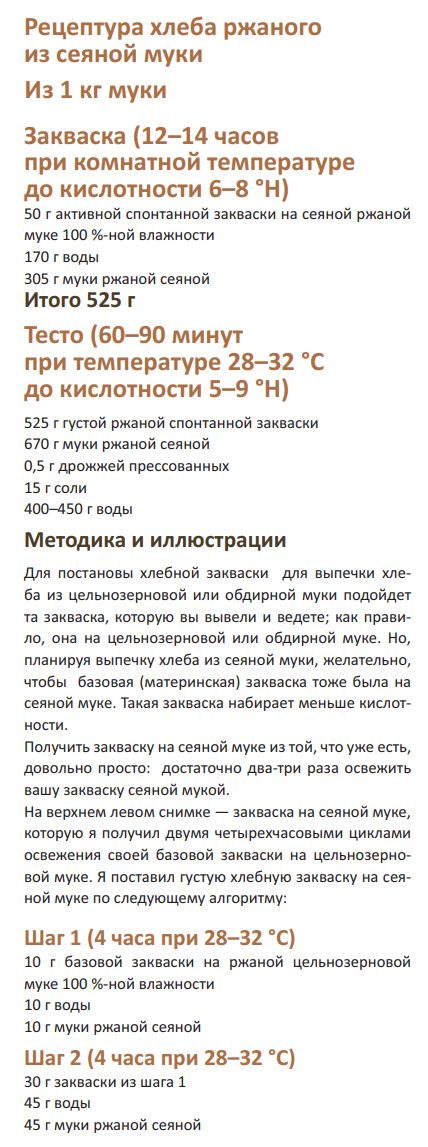 Рецептура хлеба ржаного
из сеяной муки
Из 1 кг муки
Закваска (12–14 часов
при комнатной температуре
до кислотности 6–8 °Н)
50 г активной спонтанной закваски на сеяной ржаной
муке 100 %-ной влажности
170 г воды
305 г муки ржаной сеяной
Итого 525 г
Тесто (60–90 минут
при температуре 28–32 °С
до кислотности 5–9 °Н)
525 г густой ржаной спонтанной закваски
670 г муки ржаной сеяной
0,5 г дрожжей прессованных
15 г соли
400–450 г воды
Методика и иллюстрации
Для постановы хлебной закваски для выпечки хле-
ба из цельнозерновой или обдирной муки подойдет
та закваска, которую вы вывели и ведете; как прави-
ло, она на цельнозерновой или обдирной муке. Но,
планируя выпечку хлеба из сеяной муки, желательно,
чтобы базовая (материнская) закваска тоже была на
сеяной муке. Такая закваска набирает меньше кислот-
ности.
Получить закваску на сеяной муке из той, что уже есть,
довольно просто: достаточно два-три раза освежить
вашу закваску сеяной мукой.
На верхнем левом снимке — закваска на сеяной муке,
которую я получил двумя четырехчасовыми циклами
освежения своей базовой закваски на цельнозерно-
вой муке. Я поставил густую хлебную закваску на сея-
ной муке по следующему алгоритму:
Шаг 1 (4 часа при 28–32 °С)
10 г базовой закваски на ржаной цельнозерновой
муке 100 %-ной влажности
10 г воды
10 г муки ржаной сеяной
Шаг 2 (4 часа при 28–32 °С)
30 г закваски из шага 1
45 г воды
45 г муки ржаной сеяной